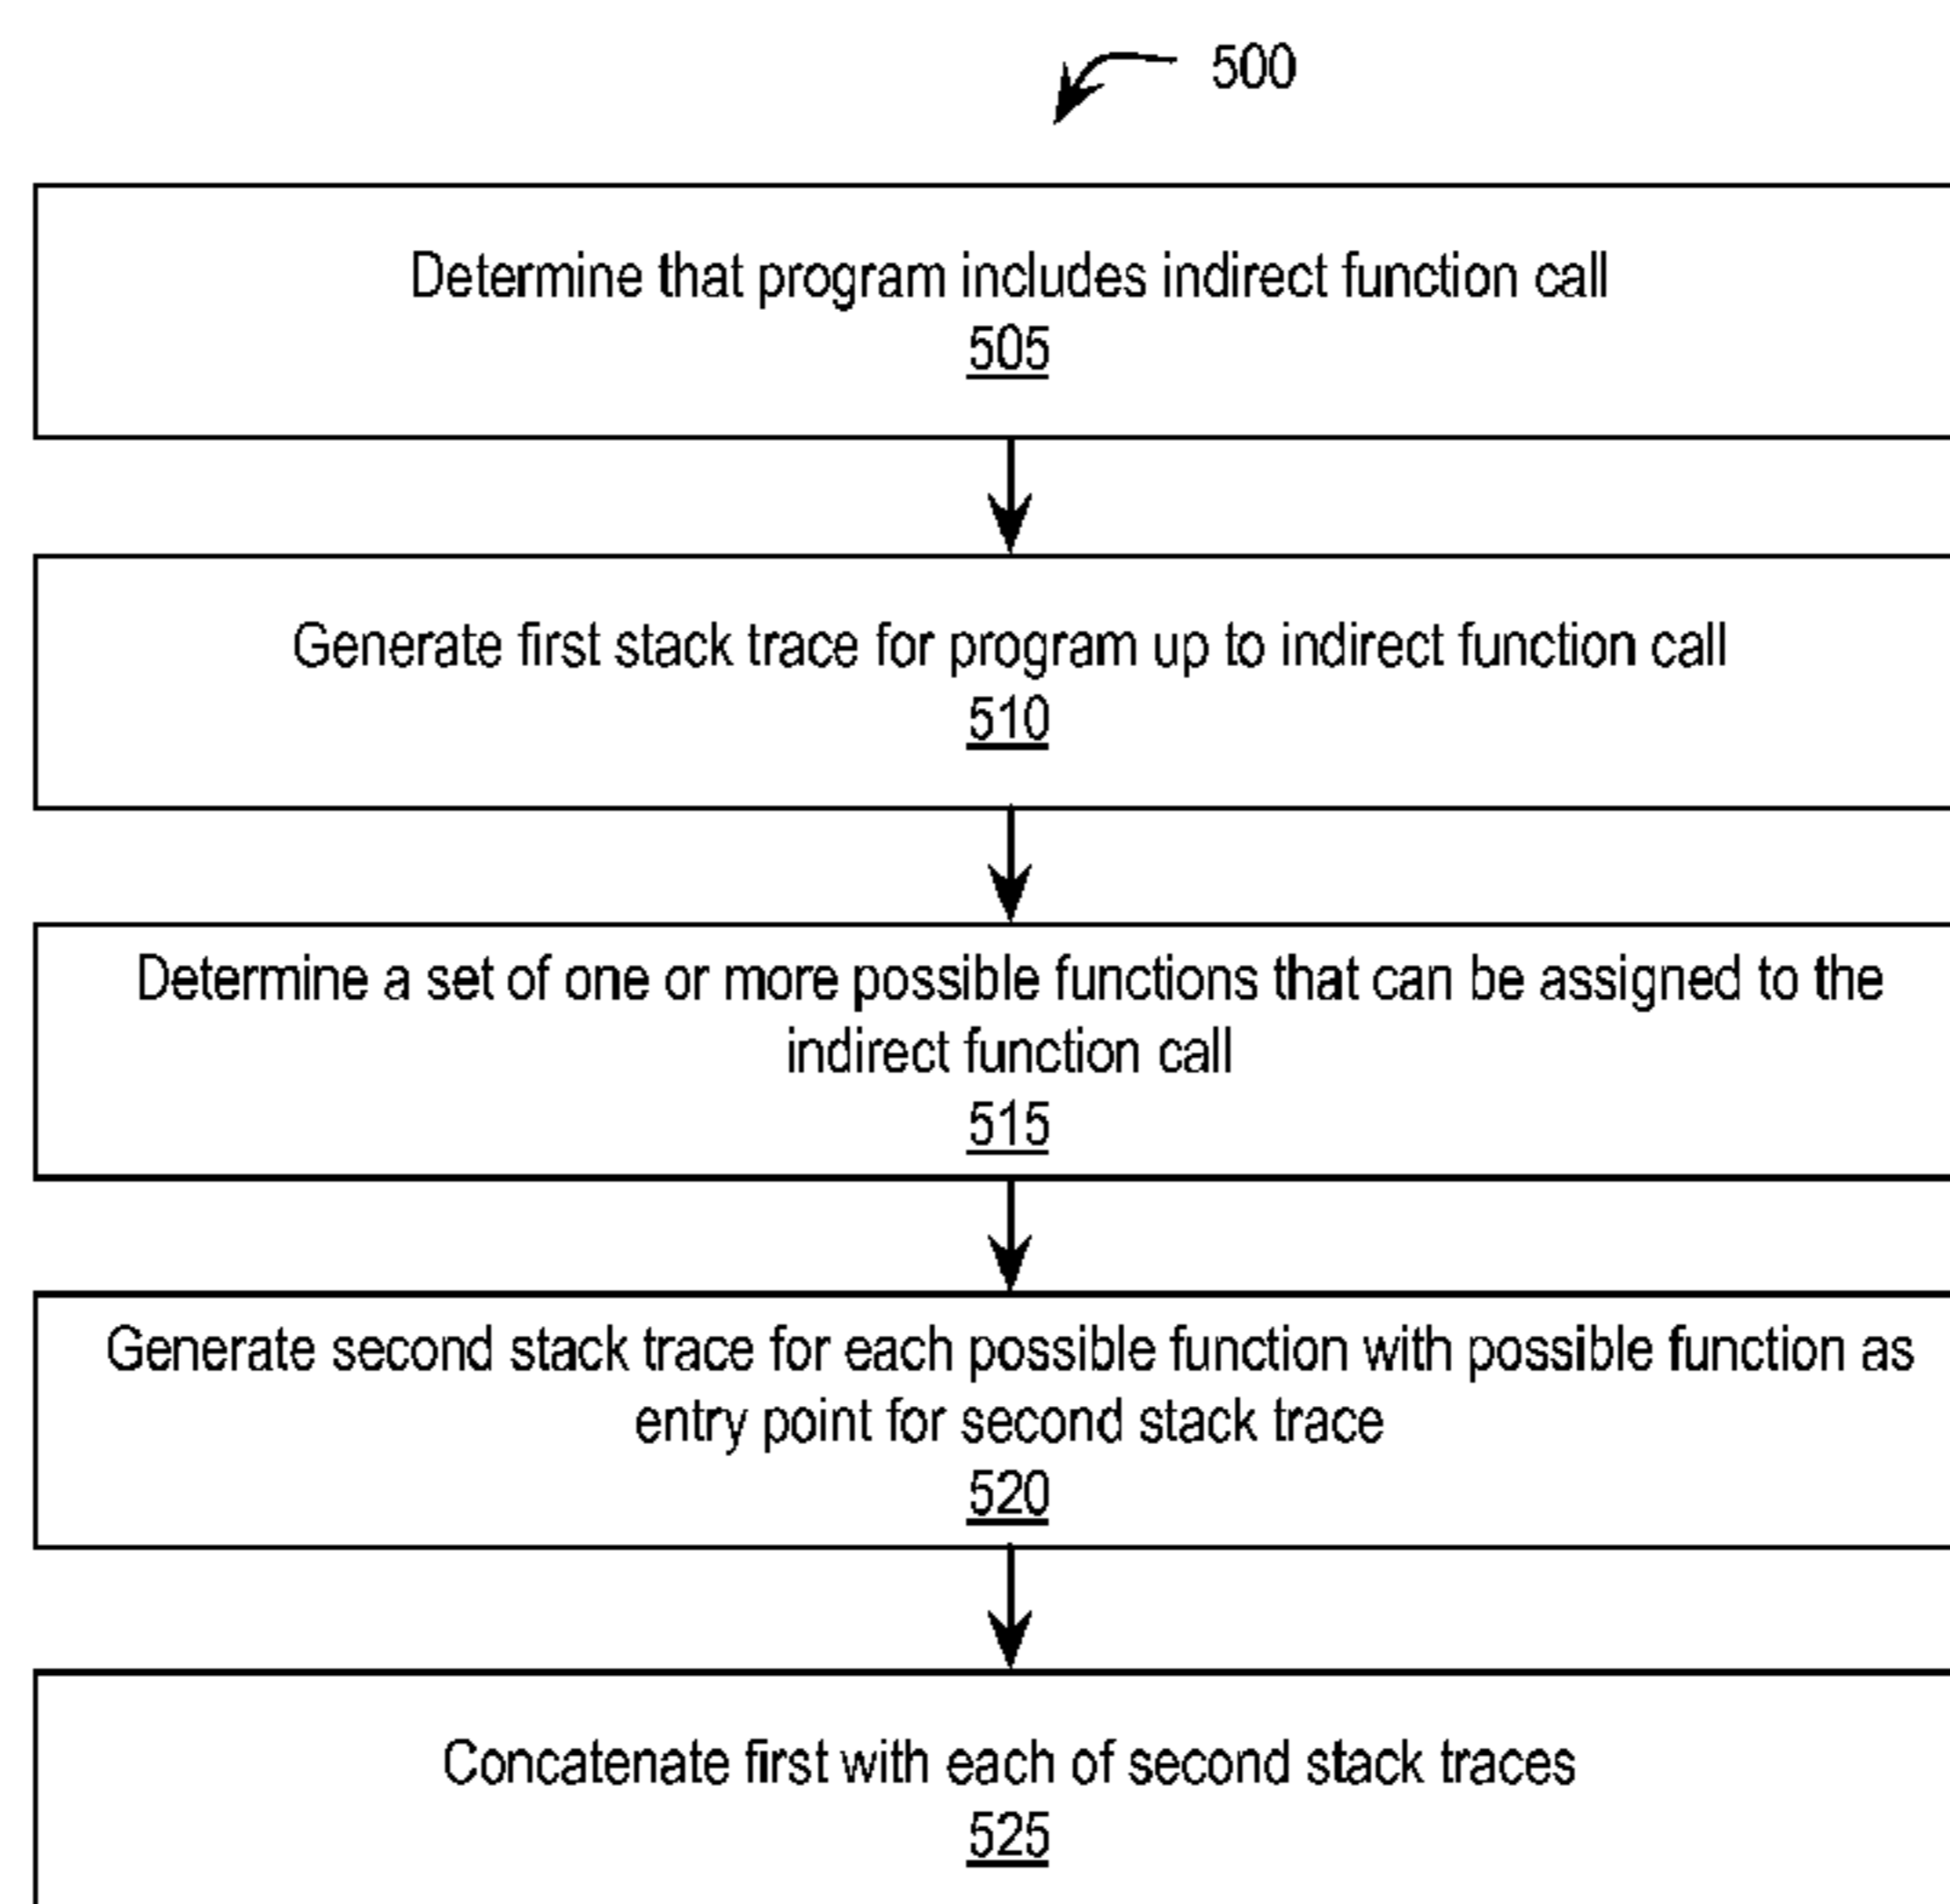 500
Determine that program includes indirect function call
505
Generate first stack trace for program up to indirect function call
510
Determine a set of one or more possible functions that can be assigned to the
indirect function call
515
Generate second stack trace for each possible function with possible function as
entry point for second stack trace
520
Concatenate first with each of second stack traces
525